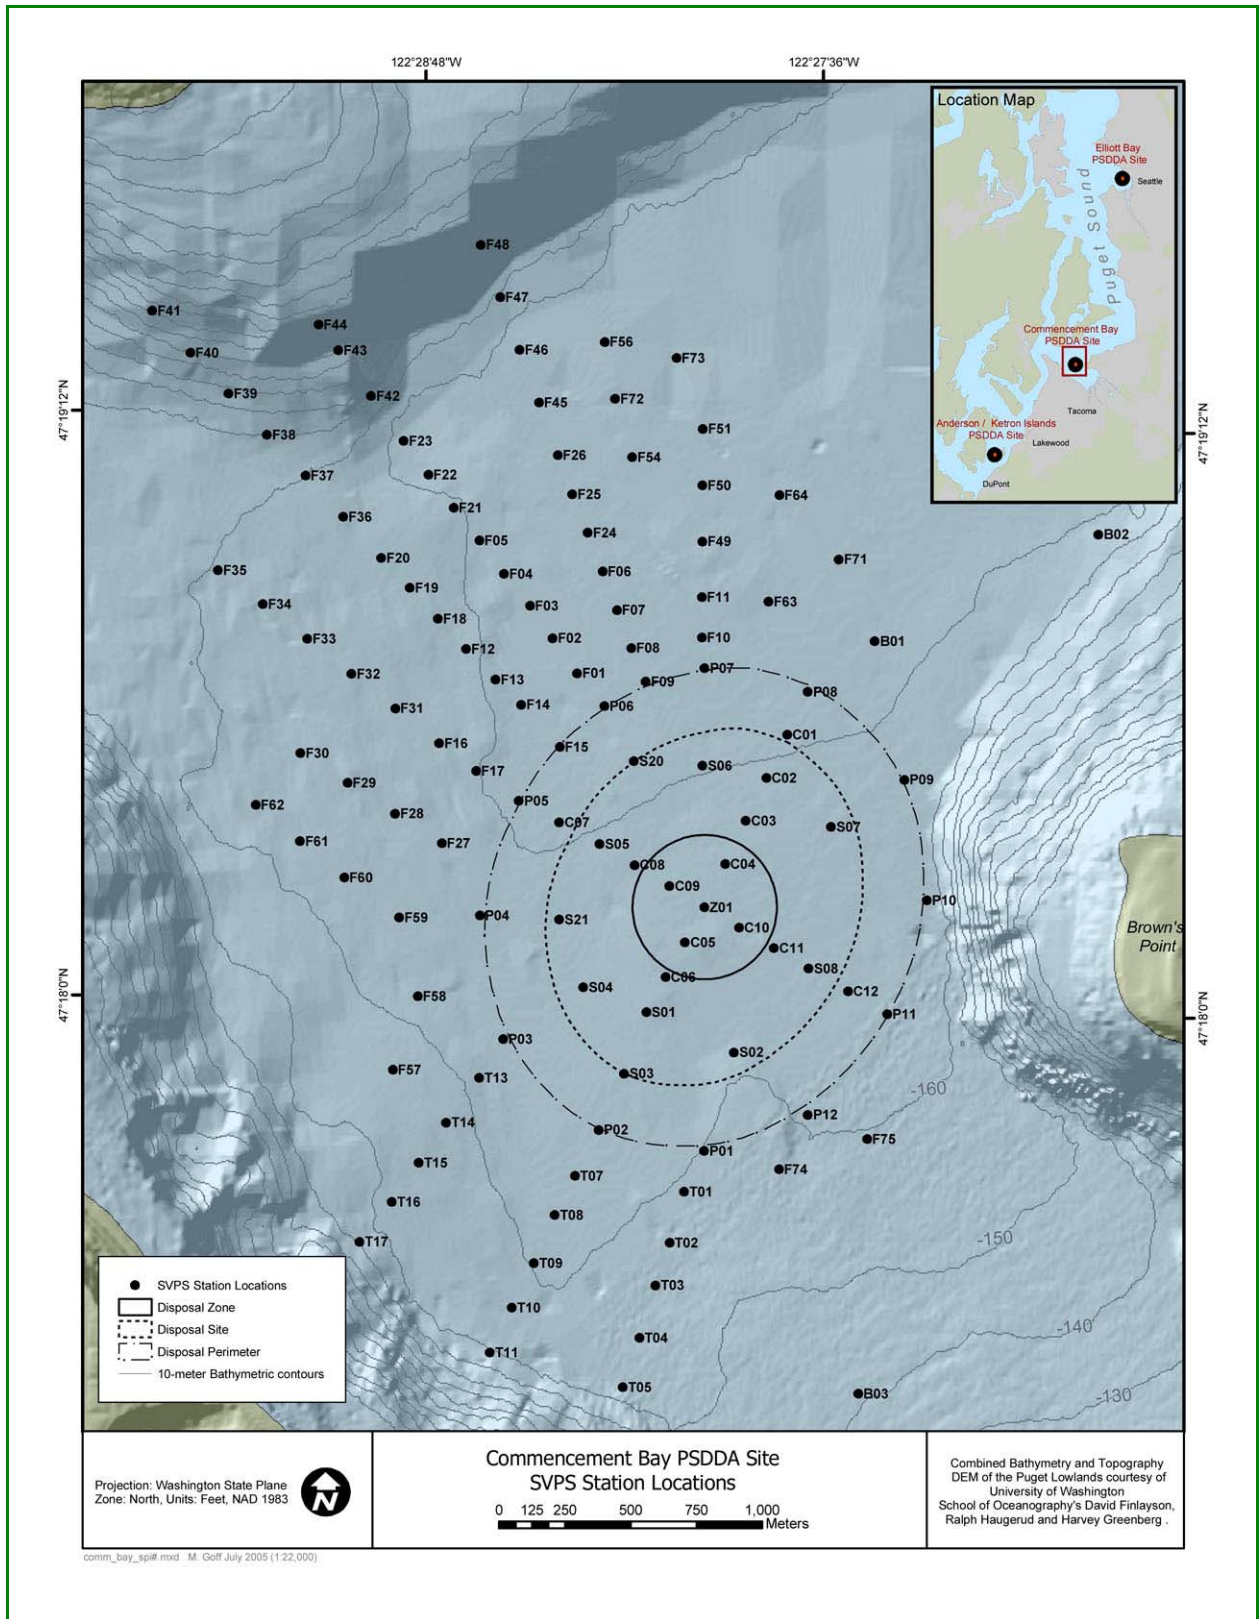 122°28'48"W
122°27'36"W
Location Map
Elliott Bay
PSDDA Site
Seattle
Puget Sound
Commencement Bay
PSDDA Site
Tacoma
Anderson / Ketron Islands
PSDDA Site
Lakewood
DuPont
47°19'12"N
47°19'12"N
47°18'0"N
47°18'0"N
F48
F47
F41
F44
F56
F40
F43
F46
F73
F39
F42
F45
F72
F38
F23
F51
F26
F54
F37
F22
F50
F25
F64
F36
F21
F24
B02
F05
F49
F20
F71
F35
F04
F06
F19
F11
F63
F34
F03
F07
F18
F33
F02
F10
B01
F12
F08
P07
F32
F01
F13
F09
P08
F31
F14
P06
C01
F16
F15
F30
S20
S06
F17
C02
P09
F29
P05
F62
F28
C07
C03
S07
F61
F27
S05
C08
C04
F60
C09
P10
Z01
F59
P04
S21
C10
Brown's
Point
C05
C11
S08
C06
S04
C12
F58
S01
P11
P03
S02
F57
T13
S03
-160
P12
T14
P02
F75
P01
T15
F74
T07
T01
T16
T08
T17
T02
-150
T09
T03
T10
-140
T04
T11
T05
B03
-130
SVPS Station Locations
Disposal Zone
Disposal Site
Disposal Perimeter
10-meter Bathymetric contours
Projection: Washington State Plane
Zone: North, Units: Feet, NAD 1983
N
Commencement Bay PSDDA Site
SVPS Station Locations
0 125 250 500 750 1,000
Meters
Combined Bathymetry and Topography
DEM of the Puget Lowlands courtesy of
University of Washington
School of Oceanography's David Finlayson,
Ralph Haugerud and Harvey Greenberg .
comm_bay_spi#.mxd M. Goff July 2005 (1:22,000)